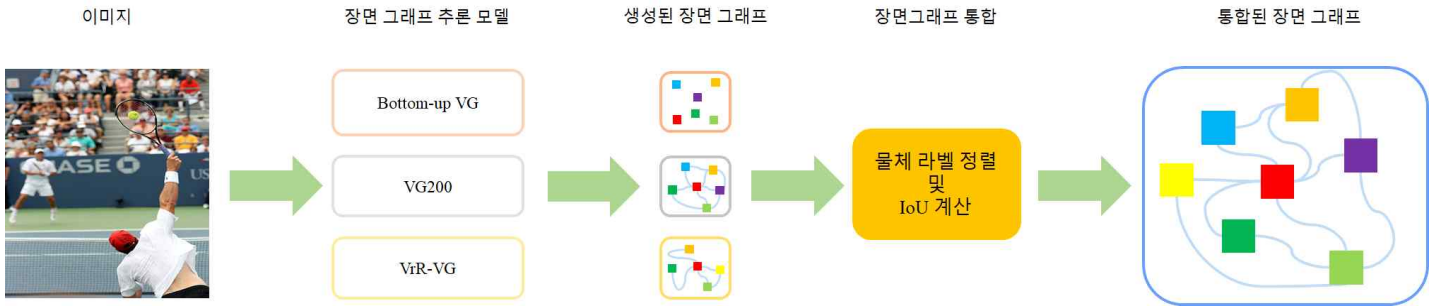 이미지
장면 그래프 추론 모델
생성된 장면 그래프
장면그래프 통합
통합된 장면 그래프
CHASE
US
Bottom-up VG
VG200
VrR-VG
물체 라벨 정렬
및
IoU 계산